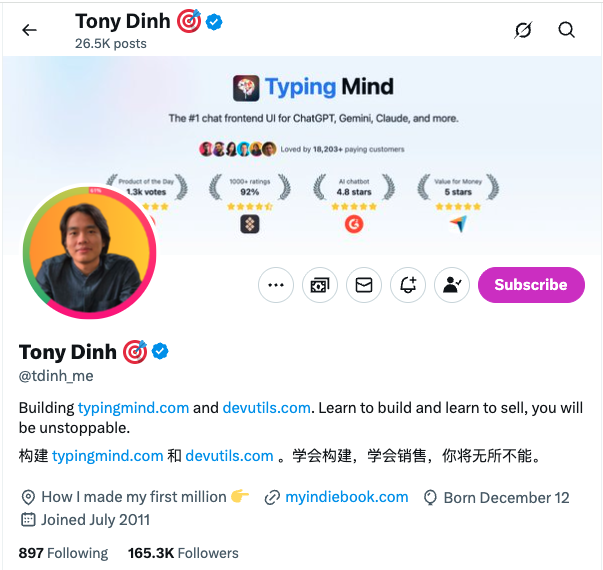 Tony Dinh 🎯
26.5K posts
Typing Mind
The #1 chat frontend UI for ChatGPT, Gemini, Claude, and more.
Loved by 18,203+ paying customers
Product of the Day
1.3k votes
1000+ ratings
92%
AI chatbot
4.8 stars
Value for Money
5 stars
61%
Subscribe
Tony Dinh 🎯
@tdinh_me
Building typingmind.com and devutils.com. Learn to build and learn to sell, you will
be unstoppable.
构建 typingmind.com 和 devutils.com 。学会构建，学会销售，你将无所不能。
How I made my first million 👉 myindiebook.com Born December 12
Joined July 2011
897 Following 165.3K Followers